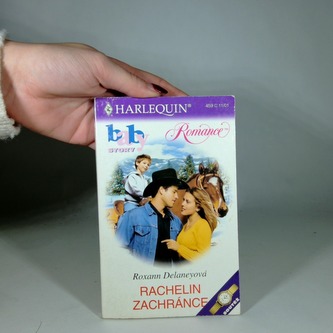 HARLEQUIN®
baby
STORY
Romance
Roxann Delaneyová
RACHELIN
ZACHRÁNCE